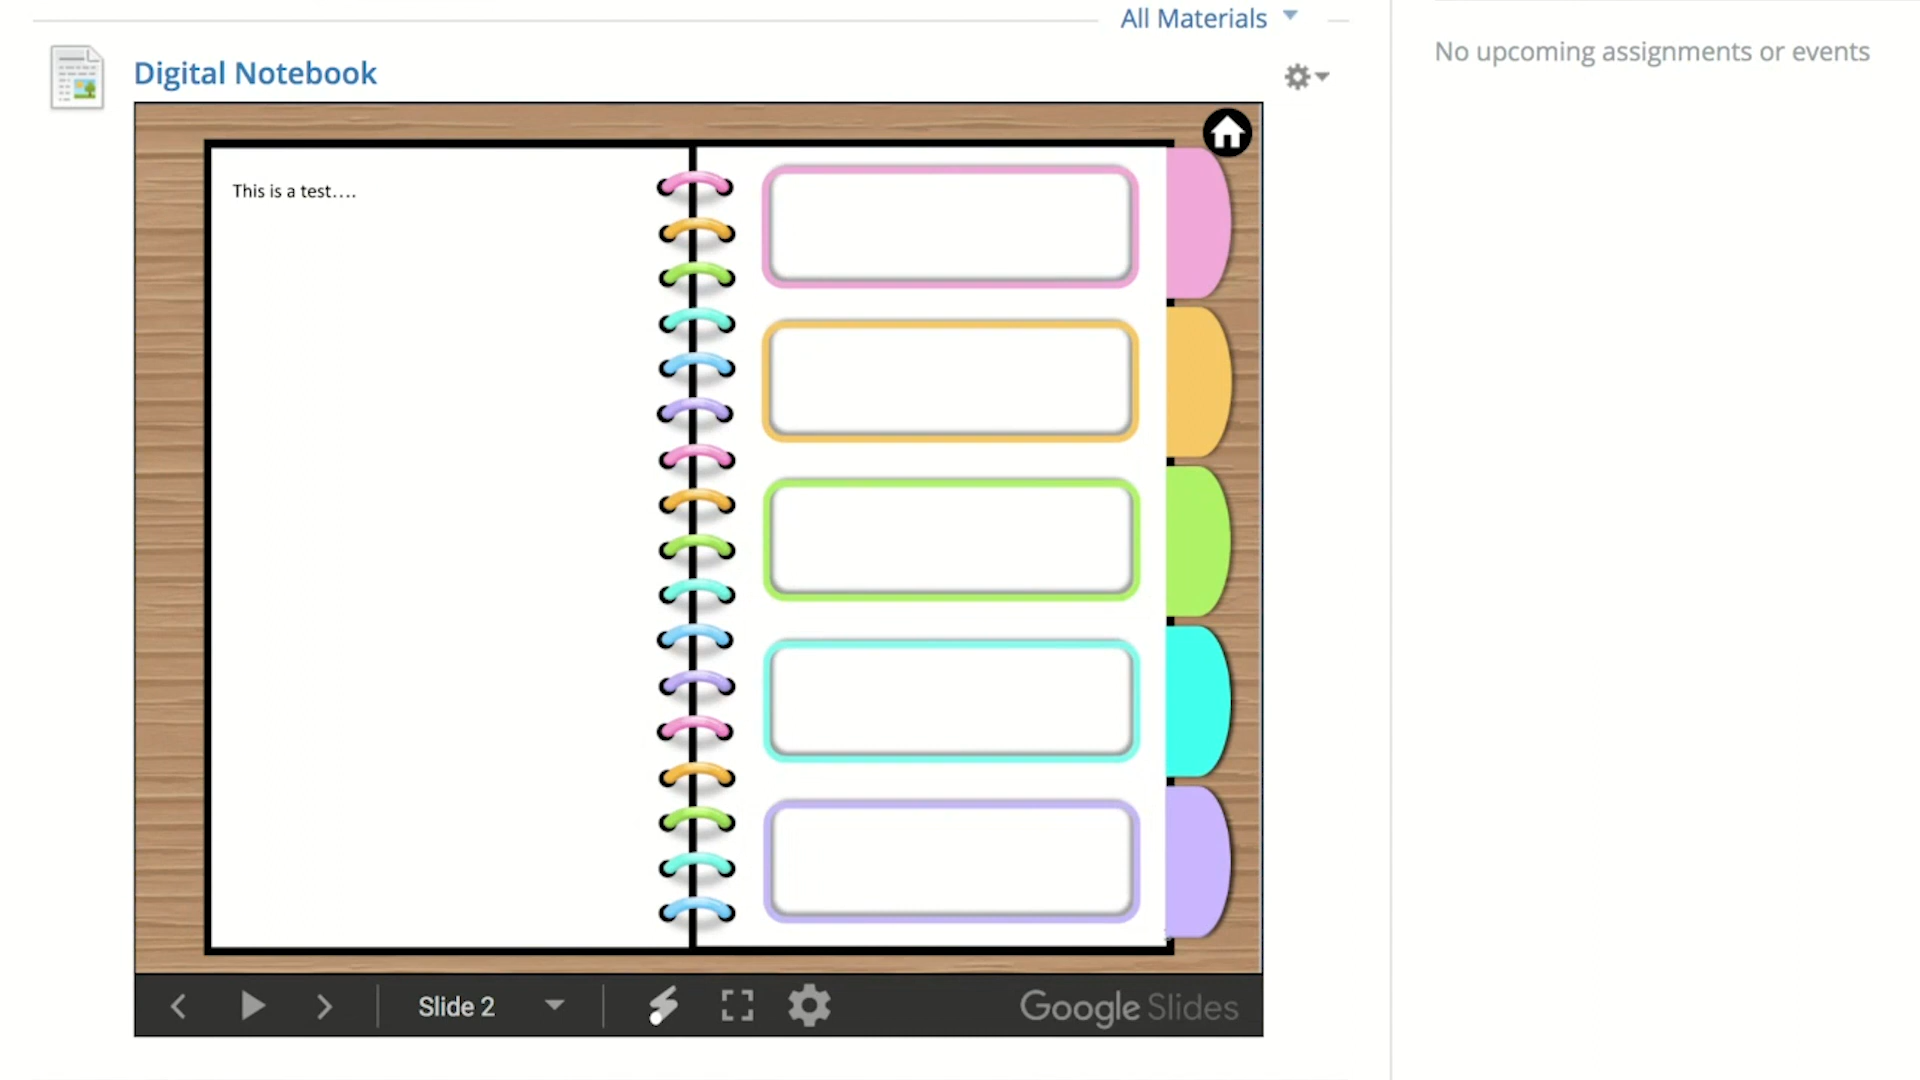 All Materials
No upcoming assignments or events
Digital Notebook
This is a test....
Slide 2
Google Slides